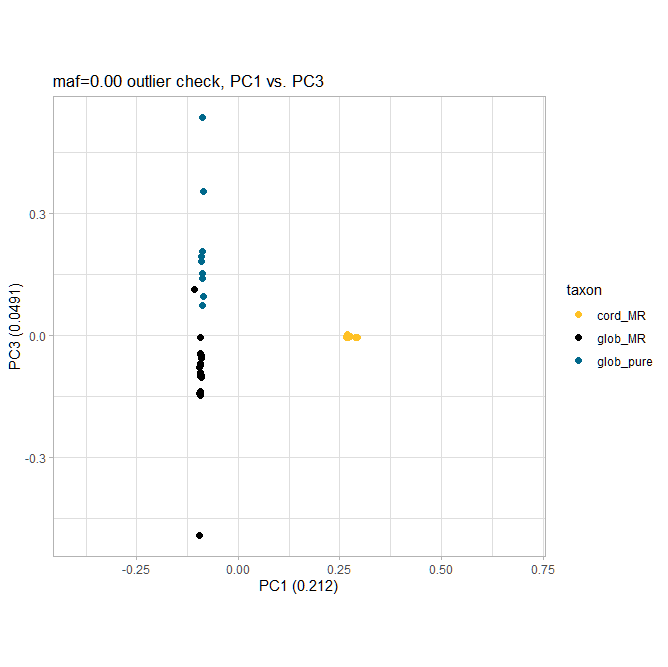 maf=0.00 outlier check, PC1 vs. PC3
0.3
0.0
-0.3
PC3 (0.0491)
-0.25
0.00
0.25
0.50
0.75
PC1 (0.212)
taxon
cord_MR
glob_MR
glob_pure